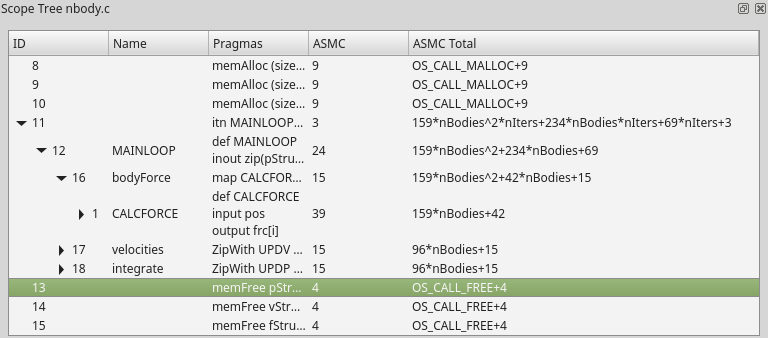 Scope Tree nbody.c
ID Name Pragmas ASMC ASMC Total
8 memAlloc (size... 9 OS_CALL_MALLOC+9
9 memAlloc (size... 9 OS_CALL_MALLOC+9
10 memAlloc (size... 9 OS_CALL_MALLOC+9
11 itn MAINLOOP... 3 159*nBodies^2*nIters+234*nBodies*nIters+69*nIters+3
12 MAINLOOP def MAINLOOP 24 159*nBodies^2+234*nBodies+69
inout zip(pStru...
16 bodyForce map CALCFOR... 15 159*nBodies^2+42*nBodies+15
def CALCFORCE
1 CALCFORCE input pos 39 159*nBodies+42
output frc[i]
17 velocities ZipWith UPDV ... 15 96*nBodies+15
18 integrate ZipWith UPDP ... 15 96*nBodies+15
13 memFree pStr... 4 OS_CALL_FREE+4
14 memFree vStr... 4 OS_CALL_FREE+4
15 memFree fStru... 4 OS_CALL_FREE+4